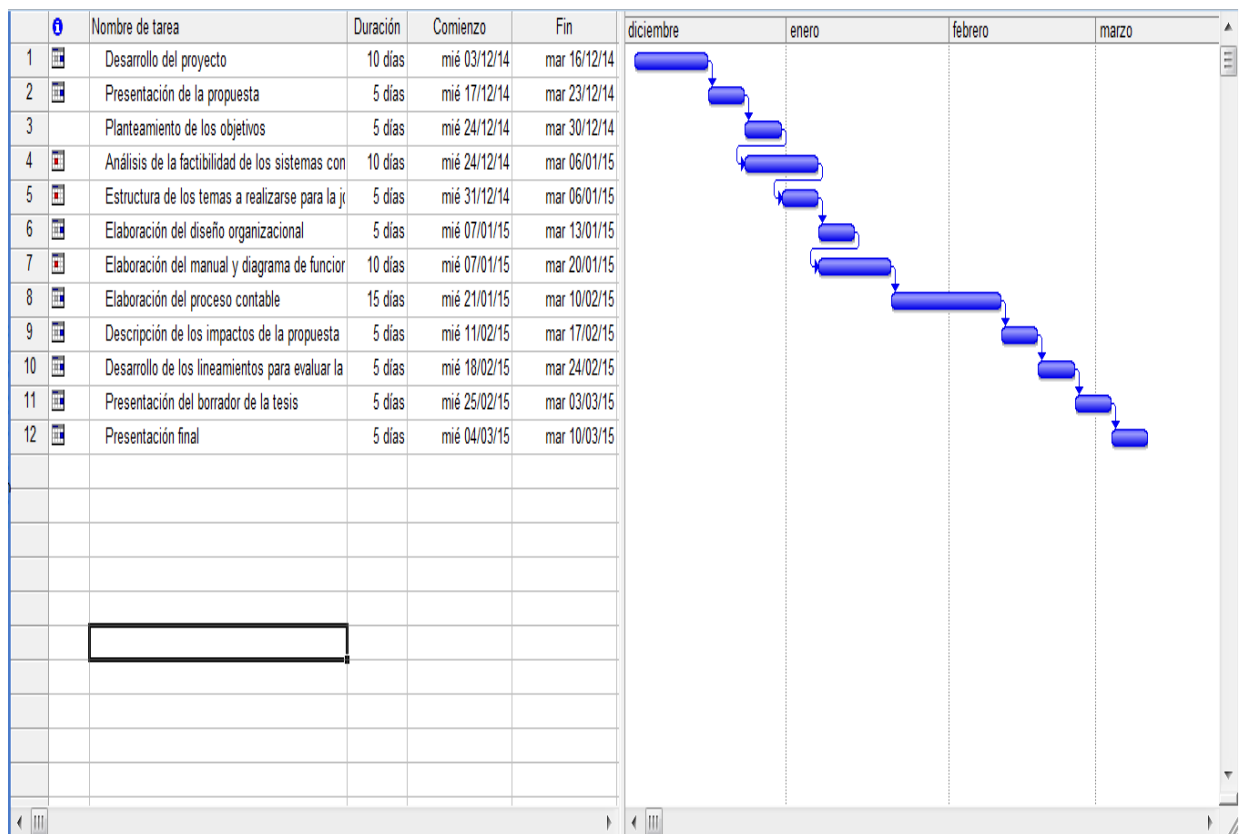 Nombre de tarea Duración Comienzo Fin diciembre enero febrero marzo
1 Desarrollo del proyecto 10 días mié 03/12/14 mar 16/12/14
2 Presentación de la propuesta 5 días mié 17/12/14 mar 23/12/14
3 Planteamiento de los objetivos 5 días mié 24/12/14 mar 30/12/14
4 Análisis de la factibilidad de los sistemas con 10 días mié 24/12/14 mar 06/01/15
5 Estructura de los temas a realizarse para la 5 días mié 31/12/14 mar 06/01/15
6 Elaboración del diseño organizacional 5 días mié 07/01/15 mar 13/01/15
7 Elaboración del manual y diagrama de funcior 10 días mié 07/01/15 mar 20/01/15
8 Elaboración del proceso contable 15 días mié 21/01/15 mar 10/02/15
9 Descripción de los impactos de la propuesta 5 días mié 11/02/15 mar 17/02/15
10 Desarrollo de los lineamientos para evaluar la 5 días mié 18/02/15 mar 24/02/15
11 Presentación del borrador de la tesis 5 días mié 25/02/15 mar 03/03/15
12 Presentación final 5 días mié 04/03/15 mar 10/03/15